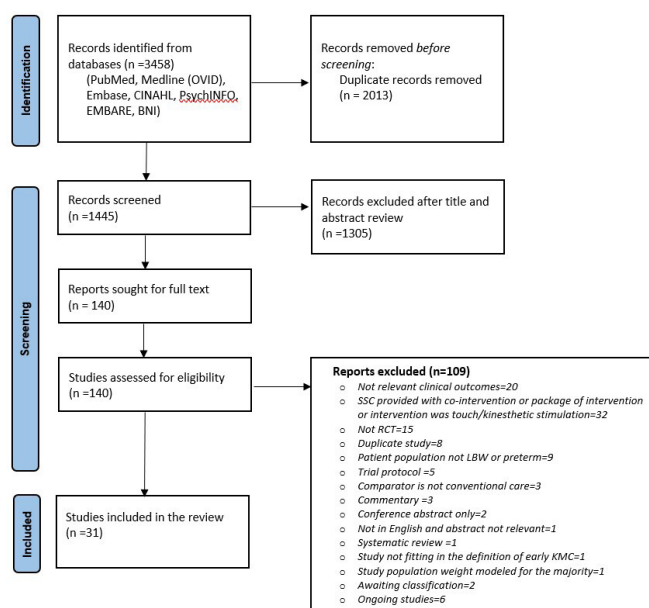 Identification
Records identified from
databases (n =3458)
(PubMed, Medline (OVID),
Embase, CINAHL, PsychINFO,
EMBARE, BNI)
Records removed before
screening:
Duplicate records removed
(n = 2013)
Screening
Records screened
(n =1445)
Records excluded after title and
abstract review
(n =1305)
Reports sought for full text
(n = 140)
Studies assessed for eligibility
(n =140)
Reports excluded (n=109)
o Not relevant clinical outcomes=20
o SSC provided with co-intervention or package of intervention
or intervention was touch/kinesthetic stimulation=32
o Not RCT=15
o Duplicate study=8
o Patient population not LBW or preterm=9
o Trial protocol =5
o Comparator is not conventional care=3
o Commentary =3
o Conference abstract only=2
o Not in English and abstract not relevant=1
o Systematic review =1
o Study not fitting in the definition of early KMC=1
o Study population weight modeled for the majority=1
o Awaiting classification=2
o Ongoing studies=6
Included
Studies included in the review
(n =31)